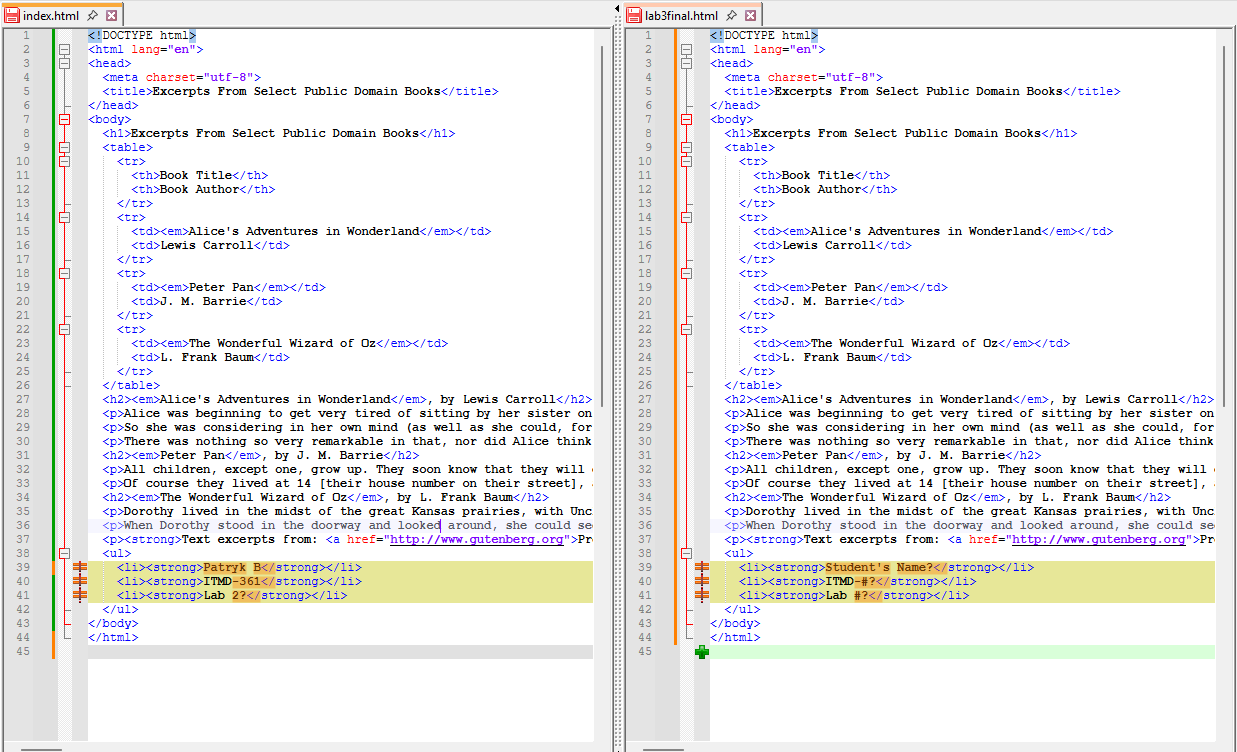 index.html
1 <!DOCTYPE html>
2 <html lang="en">
3 <head>
4 <meta charset="utf-8">
5 <title>Excerpts From Select Public Domain Books</title>
6 </head>
7 <body>
8 <h1>Excerpts From Select Public Domain Books</h1>
9 <table>
10 <tr>
11 <th>Book Title</th>
12 <th>Book Author</th>
13 </tr>
14 <tr>
15 <td><em>Alice's Adventures in Wonderland</em></td>
16 <td>Lewis Carroll</td>
17 </tr>
18 <tr>
19 <td><em>Peter Pan</em></td>
20 <td>J. M. Barrie</td>
21 </tr>
22 <tr>
23 <td><em>The Wonderful Wizard of Oz</em></td>
24 <td>L. Frank Baum</td>
25 </tr>
26 </table>
27 <h2><em>Alice's Adventures in Wonderland</em>, by Lewis Carroll</h2>
28 <p>Alice was beginning to get very tired of sitting by her sister on
29 <p>So she was considering in her own mind (as well as she could, for
30 <p>There was nothing so very remarkable in that, nor did Alice think
31 <h2><em>Peter Pan</em>, by J. M. Barrie</h2>
32 <p>All children, except one, grow up. They soon know that they will
33 <p>Of course they lived at 14 [their house number on their street],
34 <h2><em>The Wonderful Wizard of Oz</em>, by L. Frank Baum</h2>
35 <p>Dorothy lived in the midst of the great Kansas prairies, with Unc
36 <p>When Dorothy stood in the doorway and looked around, she could see
37 <p><strong>Text excerpts from: <a href="http://www.gutenberg.org">Pr
38 <ul>
39 <li><strong>Patryk B</strong></li>
40 <li><strong>ITMD-361</strong></li>
41 <li><strong>Lab 2?</strong></li>
42 </ul>
43 </body>
44 </html>
45
lab3final.html
1 <!DOCTYPE html>
2 <html lang="en">
3 <head>
4 <meta charset="utf-8">
5 <title>Excerpts From Select Public Domain Books</title>
6 </head>
7 <body>
8 <h1>Excerpts From Select Public Domain Books</h1>
9 <table>
10 <tr>
11 <th>Book Title</th>
12 <th>Book Author</th>
13 </tr>
14 <tr>
15 <td><em>Alice's Adventures in Wonderland</em></td>
16 <td>Lewis Carroll</td>
17 </tr>
18 <tr>
19 <td><em>Peter Pan</em></td>
20 <td>J. M. Barrie</td>
21 </tr>
22 <tr>
23 <td><em>The Wonderful Wizard of Oz</em></td>
24 <td>L. Frank Baum</td>
25 </tr>
26 </table>
27 <h2><em>Alice's Adventures in Wonderland</em>, by Lewis Carroll</h2>
28 <p>Alice was beginning to get very tired of sitting by her sister on
29 <p>So she was considering in her own mind (as well as she could, for
30 <p>There was nothing so very remarkable in that, nor did Alice think
31 <h2><em>Peter Pan</em>, by J. M. Barrie</h2>
32 <p>All children, except one, grow up. They soon know that they will
33 <p>Of course they lived at 14 [their house number on their street],
34 <h2><em>The Wonderful Wizard of Oz</em>, by L. Frank Baum</h2>
35 <p>Dorothy lived in the midst of the great Kansas prairies, with Unc
36 <p>When Dorothy stood in the doorway and looked around, she could see
37 <p><strong>Text excerpts from: <a href="http://www.gutenberg.org">Pr
38 <ul>
39 <li><strong>Student's Name?</strong></li>
40 <li><strong>ITMD-#?</strong></li>
41 <li><strong>Lab #?</strong></li>
42 </ul>
43 </body>
44 </html>
45